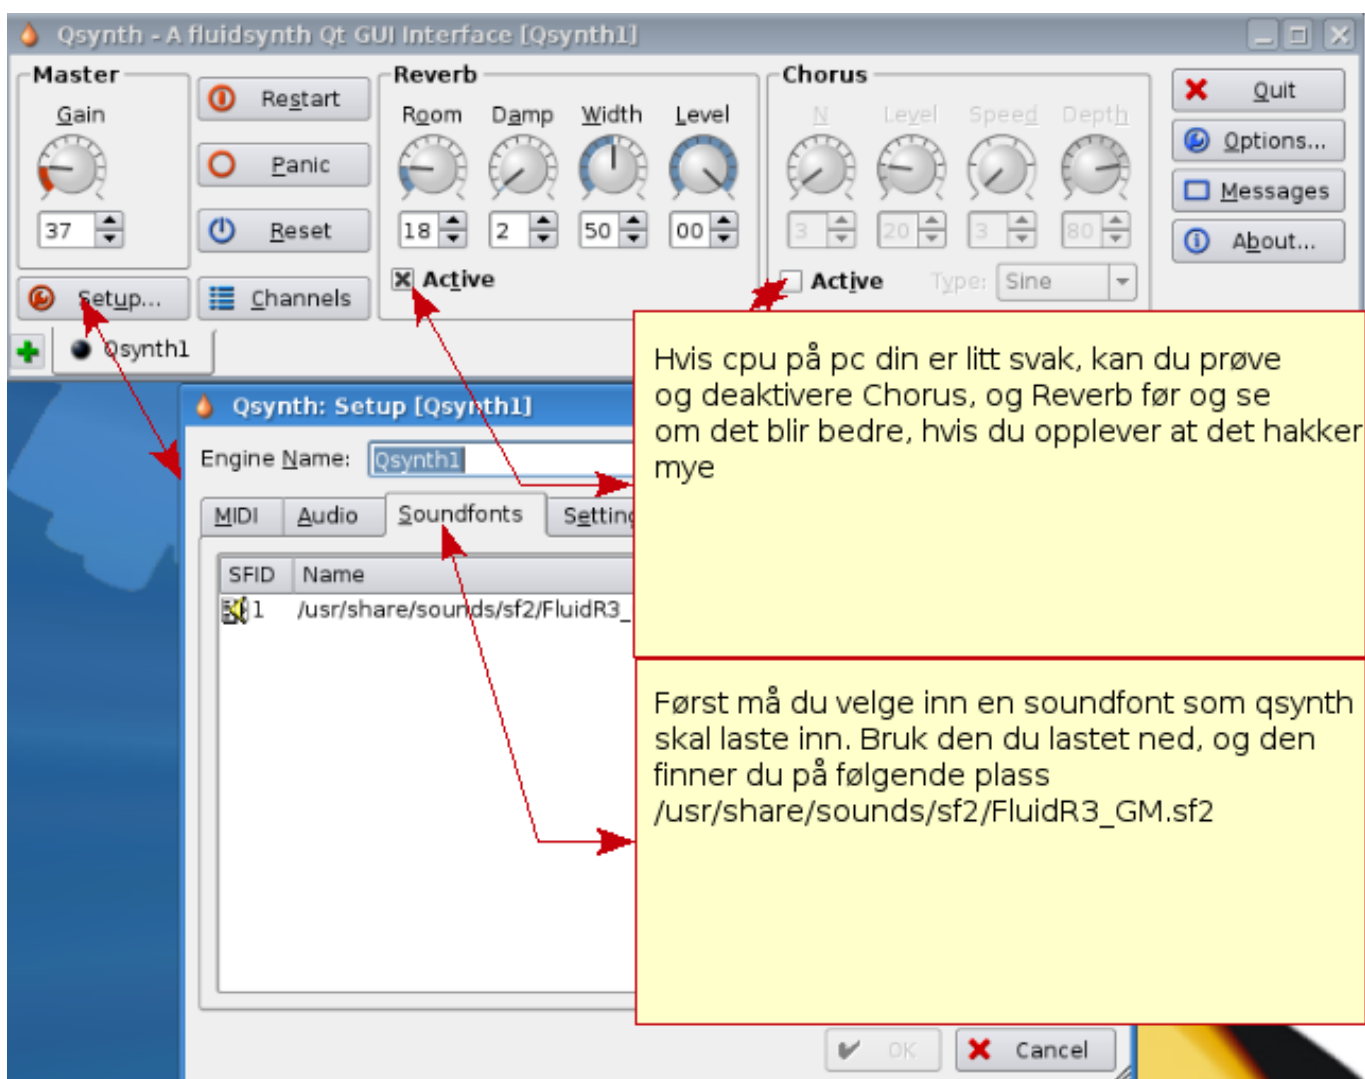 Qsynth - A fluidsynth Qt GUI Interface [Qsynth1]
Master
Gain
37
Setup...
Restart
Panic
Reset
Channels
Reverb
Room Damp Width Level
18 2 50 00
Active
Chorus
N Level Speed Depth
3 20 3 80
Active Type: Sine
Quit
Options...
Messages
About...
Qsynth1
Hvis cpu på pc din er litt svak, kan du prøve
og deaktivere Chorus, og Reverb før og se
om det blir bedre, hvis du opplever at det hakker
mye
Qsynth: Setup [Qsynth1]
Engine Name: Qsynth1
MIDI Audio Soundfonts
SFID Name
1 /usr/share/sounds/sf2/FluidR3_
Først må du velge inn en soundfont som qsynth
skal laste inn. Bruk den du lastet ned, og den
finner du på følgende plass
/usr/share/sounds/sf2/FluidR3_GM.sf2
OK Cancel